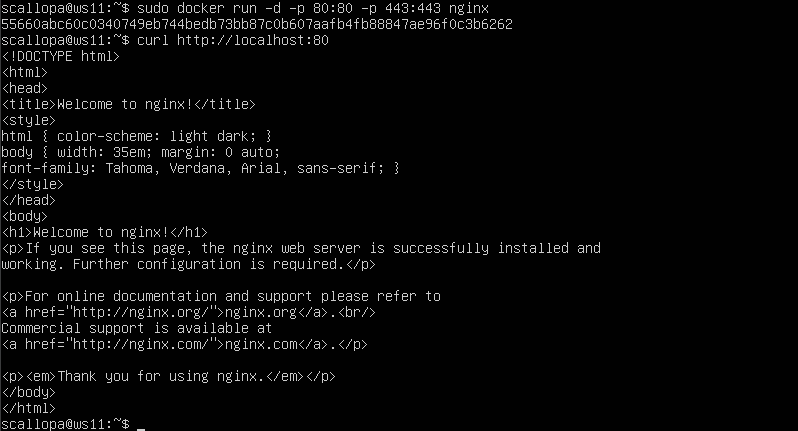 scallopa@ws11:~$ sudo docker run -d -p 80:80 -p 443:443 nginx
55660abc60c0340749eb744bedb73bb87c0b607aafb4fb88847ae96f0c3b6262
scallopa@ws11:~$ curl http://localhost:80
<!DOCTYPE html>
<html>
<head>
<title>Welcome to nginx!</title>
<style>
html { color-scheme: light dark; }
body { width: 35em; margin: 0 auto;
font-family: Tahoma, Verdana, Arial, sans-serif; }
</style>
</head>
<body>
<h1>Welcome to nginx!</h1>
<p>If you see this page, the nginx web server is successfully installed and
working. Further configuration is required.</p>

<p>For online documentation and support please refer to
<a href="http://nginx.org/">nginx.org</a>.<br/>
Commercial support is available at
<a href="http://nginx.com/">nginx.com</a>.</p>

<p><em>Thank you for using nginx.</em></p>
</body>
</html>
scallopa@ws11:~$ _